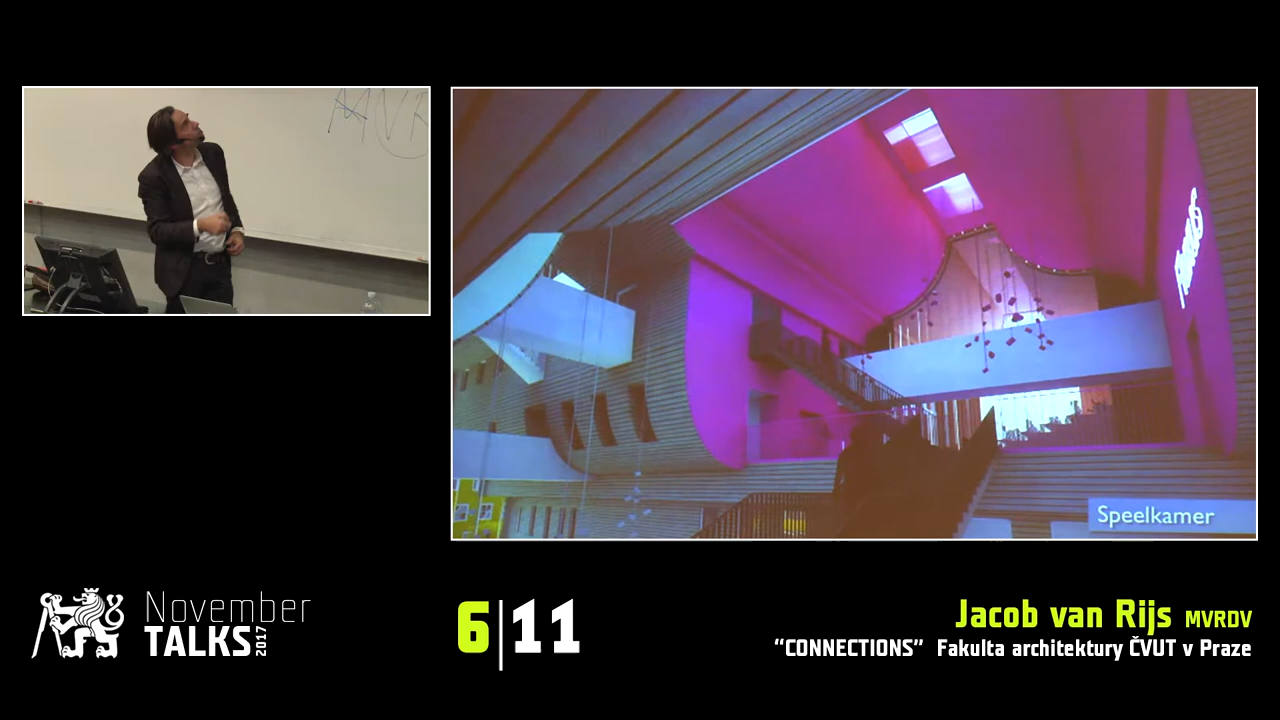 Speelkamer
November
TALKS 2017
6|11
Jacob van Rijs MVRDV
“CONNECTIONS” Fakulta architektury ČVUT v Praze